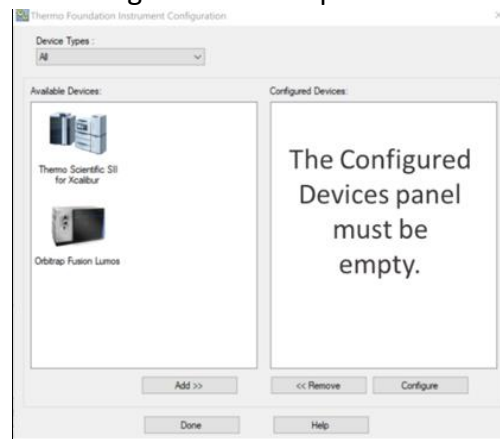 Thermo Foundation Instrument Configuration
Device Types :
All
Available Devices:
Configured Devices:
Thermo Scientific SII
for Xcalibur
Orbitrap Fusion Lumos
The Configured
Devices panel
must be
empty.
Add >>
<< Remove
Configure
Done
Help